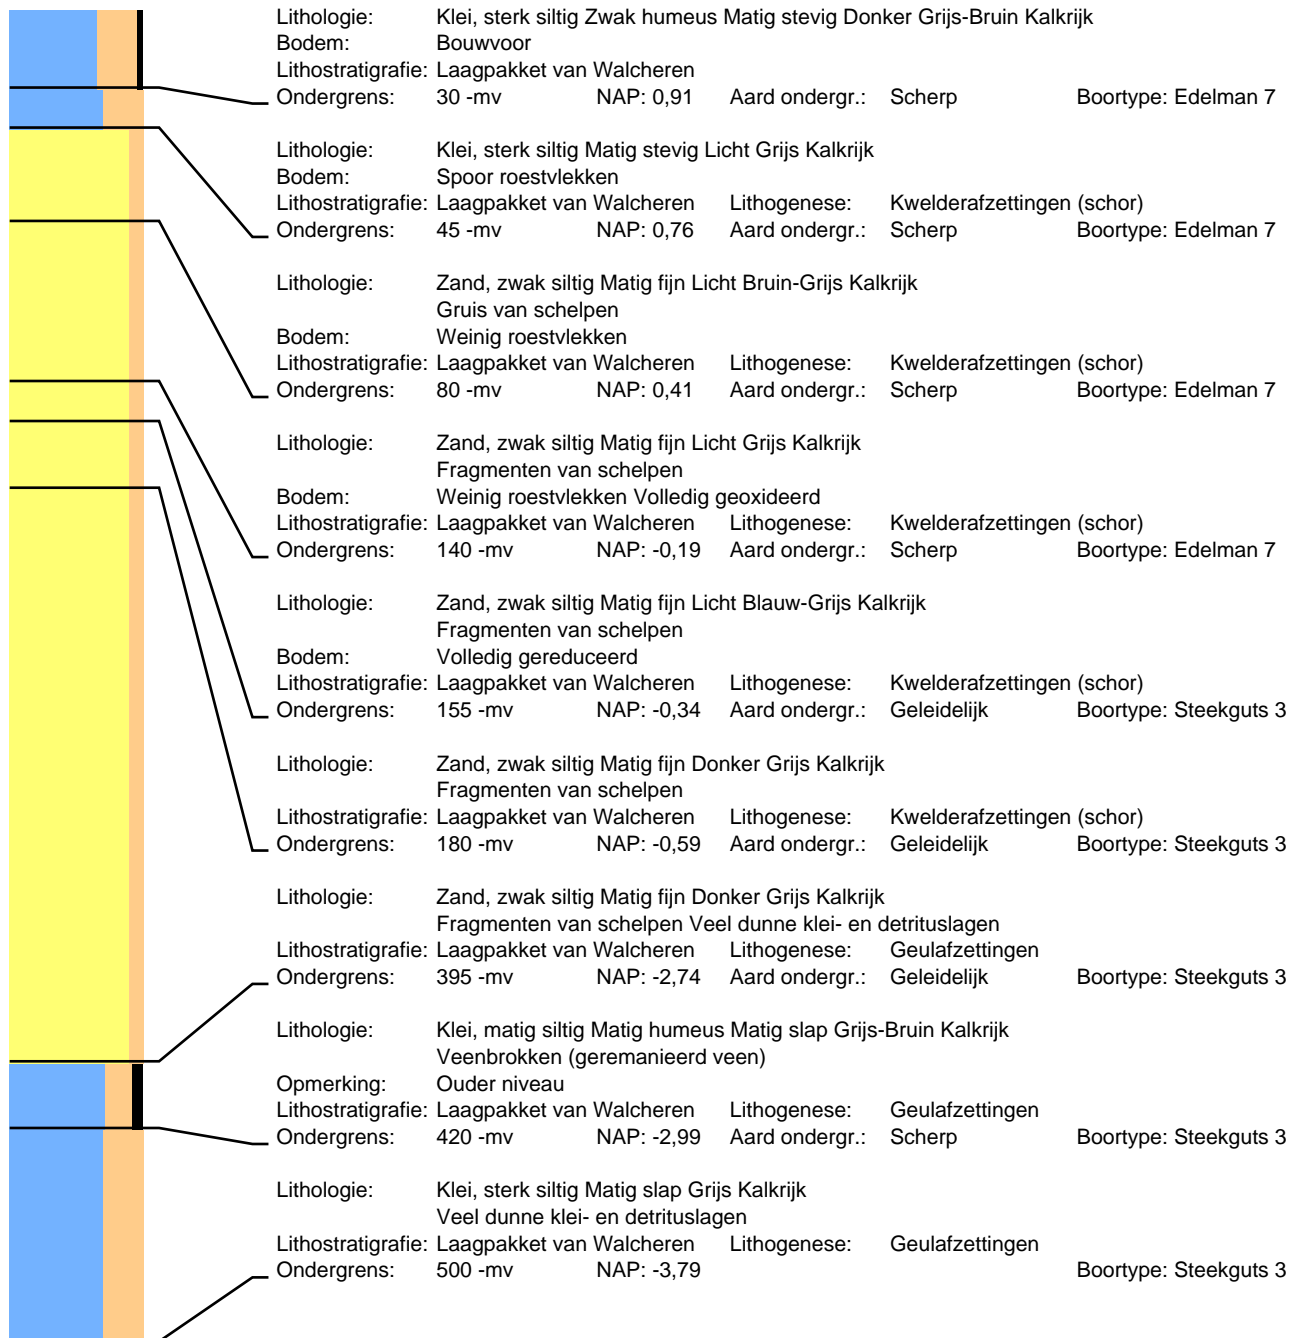 Lithologie: Klei, sterk siltig Zwak humeus Matig stevig Donker Grijs-Bruin Kalkrijk
Bodem: Bouwvoor
Lithostratigrafie: Laagpakket van Walcheren
Ondergrens: 30 -mv NAP: 0,91 Aard ondergr.: Scherp Boortype: Edelman 7
Lithologie: Klei, sterk siltig Matig stevig Licht Grijs Kalkrijk
Bodem: Spoor roestvlekken
Lithostratigrafie: Laagpakket van Walcheren Lithogenese: Kwelderafzettingen (schor)
Ondergrens: 45 -mv NAP: 0,76 Aard ondergr.: Scherp Boortype: Edelman 7
Lithologie: Zand, zwak siltig Matig fijn Licht Bruin-Grijs Kalkrijk
Gruis van schelpen
Bodem: Weinig roestvlekken
Lithostratigrafie: Laagpakket van Walcheren Lithogenese: Kwelderafzettingen (schor)
Ondergrens: 80 -mv NAP: 0,41 Aard ondergr.: Scherp Boortype: Edelman 7
Lithologie: Zand, zwak siltig Matig fijn Licht Grijs Kalkrijk
Fragmenten van schelpen
Bodem: Weinig roestvlekken Volledig geoxideerd
Lithostratigrafie: Laagpakket van Walcheren Lithogenese: Kwelderafzettingen (schor)
Ondergrens: 140 -mv NAP: -0,19 Aard ondergr.: Scherp Boortype: Edelman 7
Lithologie: Zand, zwak siltig Matig fijn Licht Blauw-Grijs Kalkrijk
Fragmenten van schelpen
Bodem: Volledig gereduceerd
Lithostratigrafie: Laagpakket van Walcheren Lithogenese: Kwelderafzettingen (schor)
Ondergrens: 155 -mv NAP: -0,34 Aard ondergr.: Geleidelijk Boortype: Steekguts 3
Lithologie: Zand, zwak siltig Matig fijn Donker Grijs Kalkrijk
Fragmenten van schelpen
Lithostratigrafie: Laagpakket van Walcheren Lithogenese: Kwelderafzettingen (schor)
Ondergrens: 180 -mv NAP: -0,59 Aard ondergr.: Geleidelijk Boortype: Steekguts 3
Lithologie: Zand, zwak siltig Matig fijn Donker Grijs Kalkrijk
Fragmenten van schelpen Veel dunne klei- en detrituslagen
Lithostratigrafie: Laagpakket van Walcheren Lithogenese: Geulafzettingen
Ondergrens: 395 -mv NAP: -2,74 Aard ondergr.: Geleidelijk Boortype: Steekguts 3
Lithologie: Klei, matig siltig Matig humeus Matig slap Grijs-Bruin Kalkrijk
Veenbrokken (geremanieerd veen)
Opmerking: Ouder niveau
Lithostratigrafie: Laagpakket van Walcheren Lithogenese: Geulafzettingen
Ondergrens: 420 -mv NAP: -2,99 Aard ondergr.: Scherp Boortype: Steekguts 3
Lithologie: Klei, sterk siltig Matig slap Grijs Kalkrijk
Veel dunne klei- en detrituslagen
Lithostratigrafie: Laagpakket van Walcheren Lithogenese: Geulafzettingen
Ondergrens: 500 -mv NAP: -3,79 Boortype: Steekguts 3